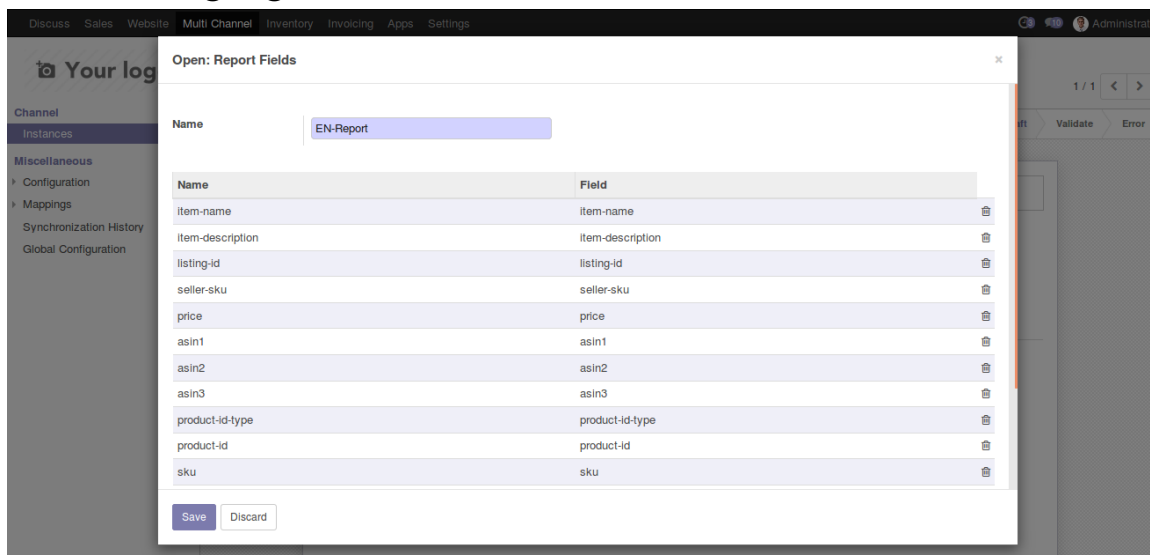 Discuss Sales Website Multi Channel Inventory Invoicing Apps Settings
Your log
Open: Report Fields ×
1 / 1
Channel
Instances
Name EN-Report
Validate Error
Miscellaneous
Configuration
Mappings
Synchronization History
Global Configuration
Name Field
item-name item-name
item-description item-description
listing-id listing-id
seller-sku seller-sku
price price
asin1 asin1
asin2 asin2
asin3 asin3
product-id-type product-id-type
product-id product-id
sku sku
Save Discard